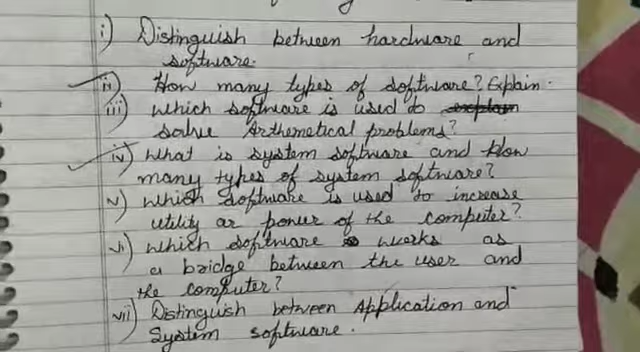 i) Distinguish between hardware and
software.
ii) How many types of software? Explain.
iii) which software is used to explain
solve Arthemetical problems?
iv) What is system software and How
many types of system software?
v) which software is used to increase
utility or power of the computer?
vi) which software works as
a bridge between the user and
the computer?
vii) Distinguish between Application and
System software.